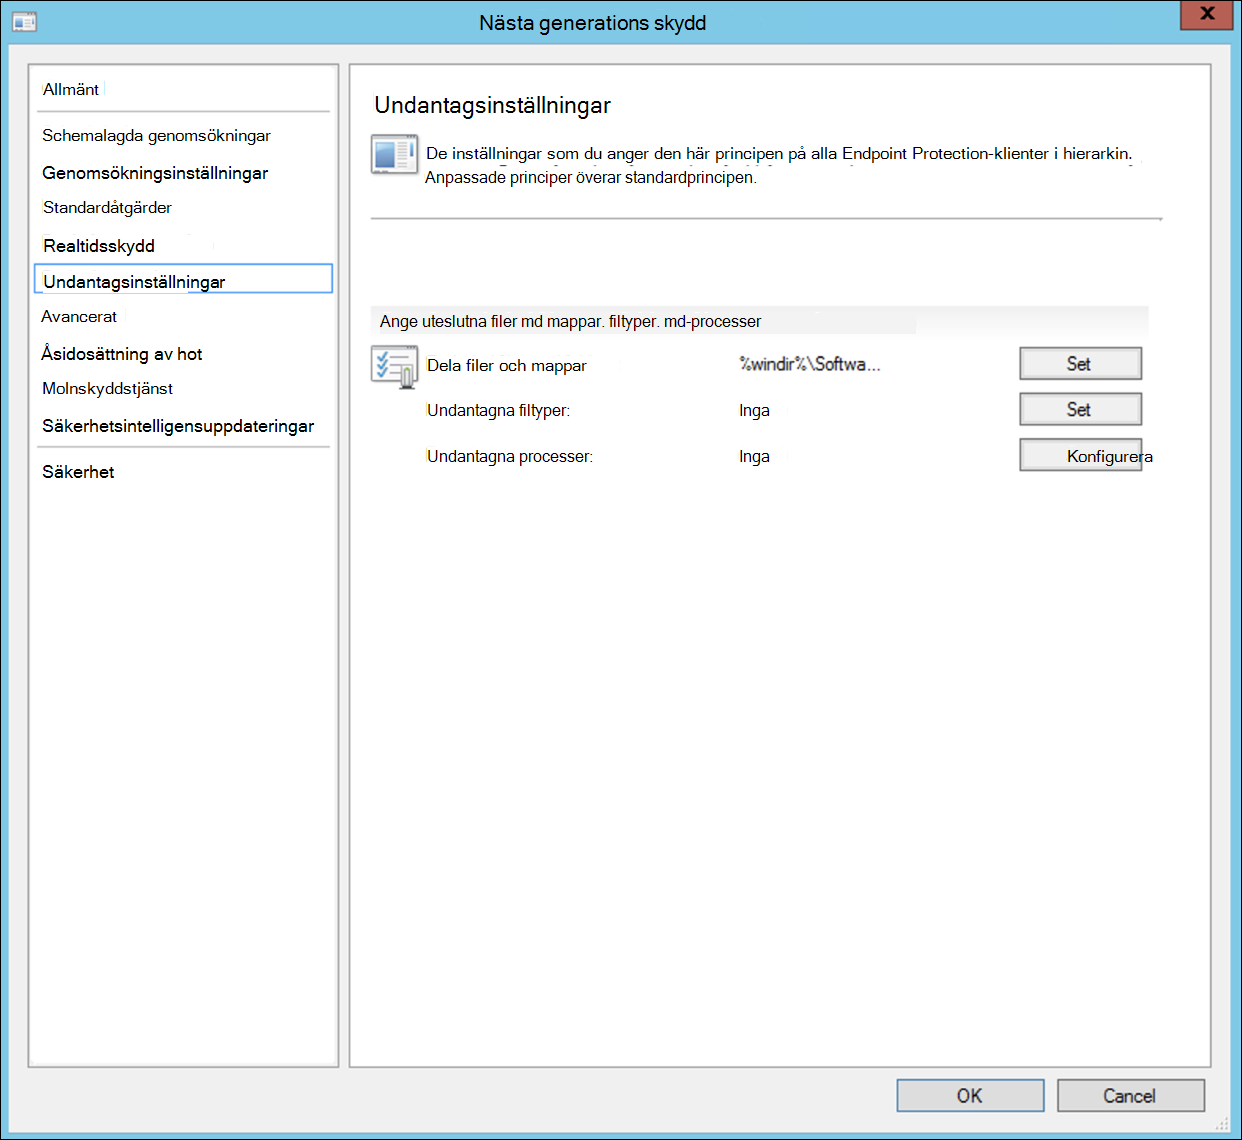 Nästa generations skydd
x
Allmänt
Schemalagda genomsökningar
Genomsökningsinställningar
Standardåtgärder
Realtidsskydd
Undantagsinställningar
Avancerat
Åsidosättning av hot
Molnskyddstjänst
Säkerhetsintelligensuppdateringar
Säkerhet
Undantagsinställningar
De inställningar som du anger den här principen på alla Endpoint Protection-klienter i hierarkin.
Anpassade principer överar standardprincipen.
Ange uteslutna filer md mappar. filtyper. md-processer
Dela filer och mappar %windir%\Softwa... Set
Undantagna filtyper: Inga Set
Undantagna processer: Inga Konfigurera
OK Cancel